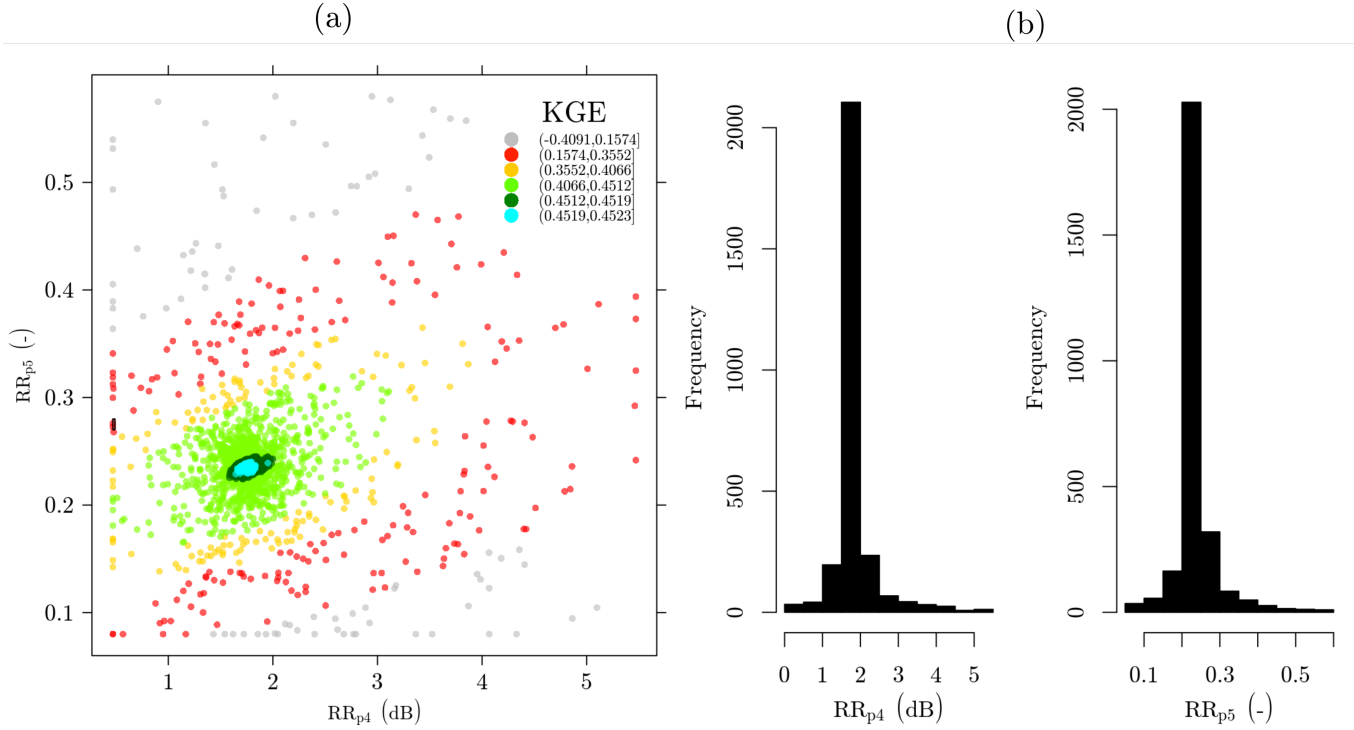 (a)
(b)
KGE
(-0.4091,0.1574]
(0.1574,0.3552]
(0.3552,0.4066]
(0.4066,0.4512]
(0.4512,0.4519]
(0.4519,0.4523]
0.5
0.4
0.3
0.2
0.1
RRp5 (-)
1 2 3 4 5
RRp4 (dB)
2000
1500
1000
500
0
Frequency
0 1 2 3 4 5
RRp4 (dB)
2000
1500
1000
500
0
Frequency
0.1 0.3 0.5
RRp5 (-)